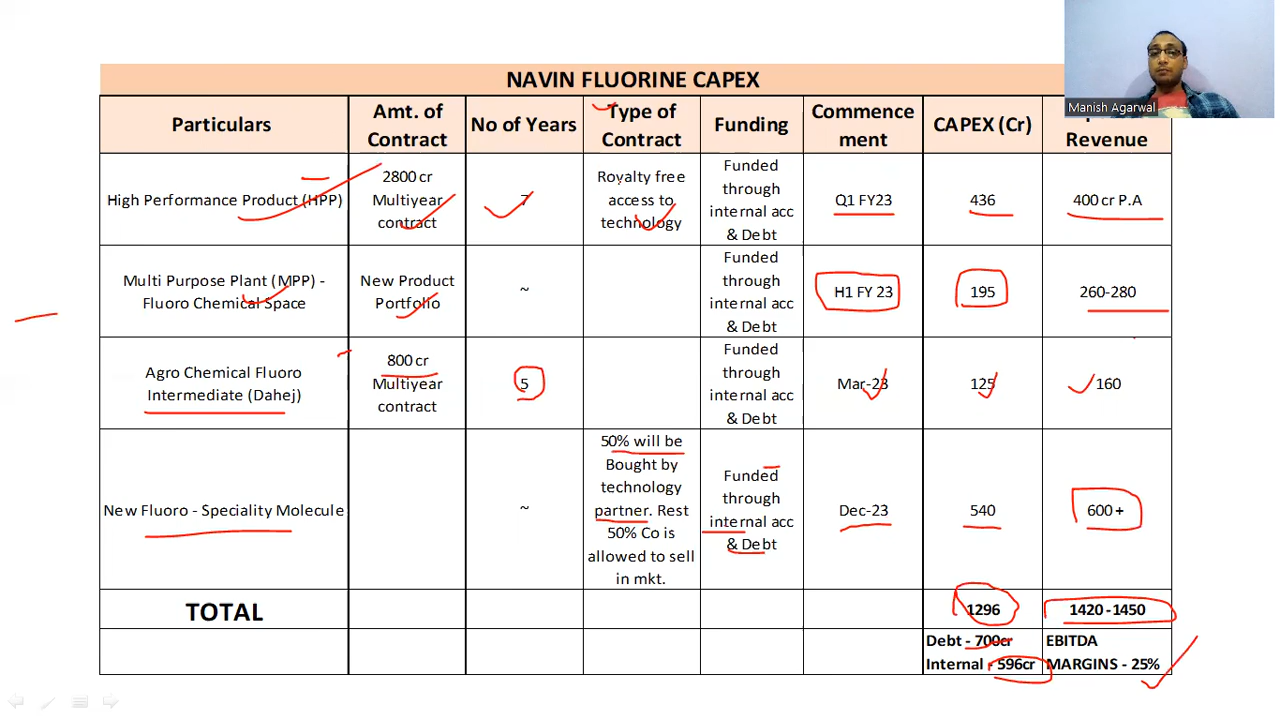 NAVIN FLUORINE CAPEX
Manish Agarwal
Particulars
Amt. of
Contract
No of Years
Type of
Contract
Funding
Commence
ment
CAPEX (Cr)
Revenue
High Performance Product (HPP)
2800 cr
Multiyear
contract
7
Royalty free
access to
technology
Funded
through
internal acc
& Debt
Q1 FY23
436
400 cr P.A
Multi Purpose Plant (MPP) -
Fluoro Chemical Space
New Product
Portfolio
~
Funded
through
internal acc
& Debt
H1 FY 23
195
260-280
Agro Chemical Fluoro
Intermediate (Dahej)
800 cr
Multiyear
contract
5
Funded
through
internal acc
& Debt
Mar-23
125
160
New Fluoro - Speciality Molecule
~
50% will be
Bought by
technology
partner. Rest
50% Co is
allowed to sell
in mkt.
Funded
through
internal acc
& Debt
Dec-23
540
600 +
TOTAL
1296
1420 - 1450
Debt - 700cr
Internal - 596cr
EBITDA
MARGINS - 25%